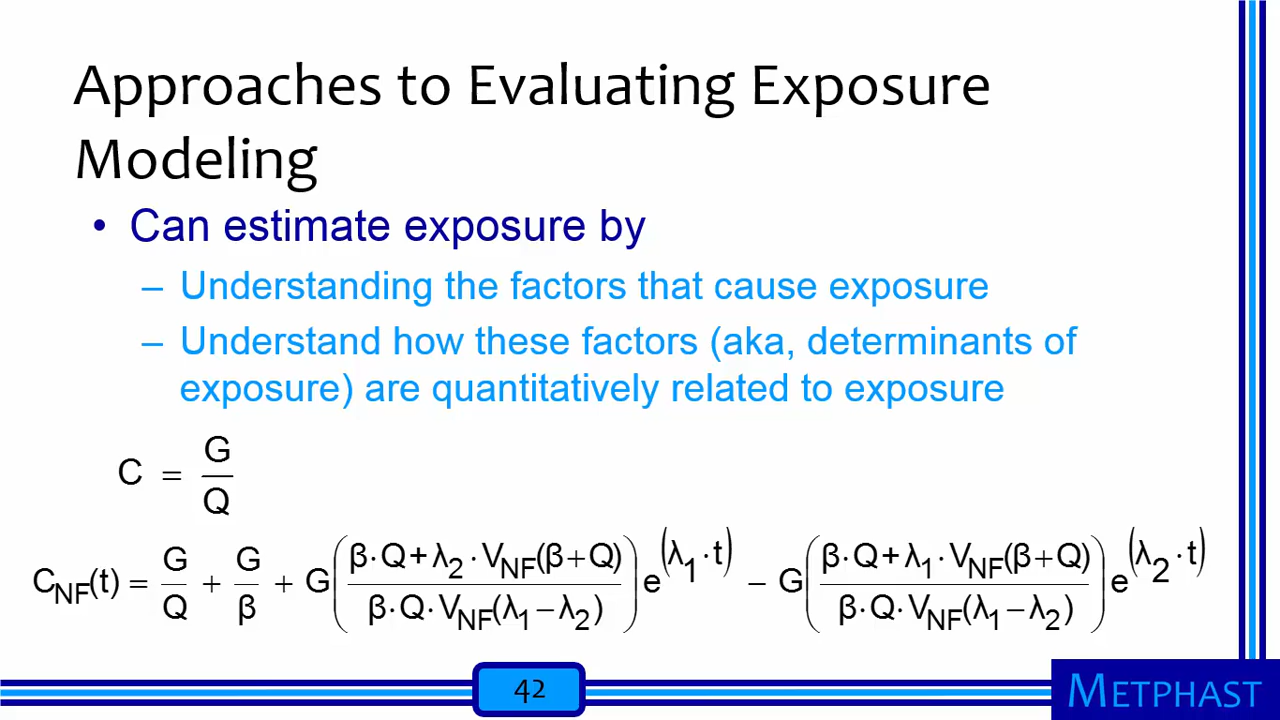 Approaches to Evaluating Exposure
Modeling
• Can estimate exposure by
– Understanding the factors that cause exposure
– Understand how these factors (aka, determinants of
exposure) are quantitatively related to exposure
C = G/Q
C_NF(t) = G/Q + G/β + G((β·Q+λ₂·V_NF(β+Q))/(β·Q·V_NF(λ₁−λ₂)))e^(λ₁·t) − G((β·Q+λ₁·V_NF(β+Q))/(β·Q·V_NF(λ₁−λ₂)))e^(λ₂·t)
42
METPHAST